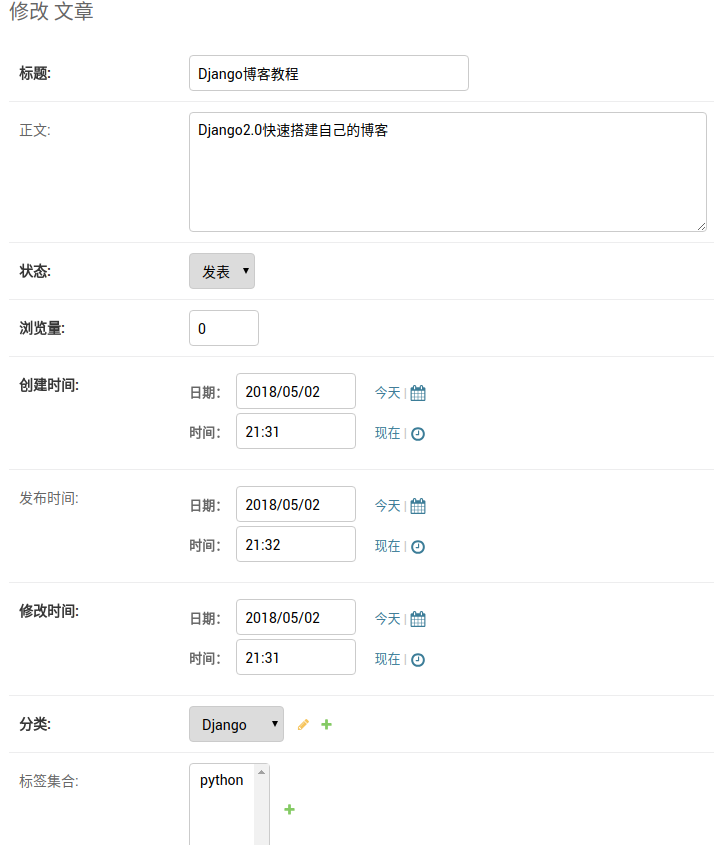 修改 文章
标题: Django博客教程
正文: Django2.0快速搭建自己的博客
状态: 发表
浏览量: 0
创建时间: 日期: 2018/05/02 今天 |
时间: 21:31 现在 |
发布时间: 日期: 2018/05/02 今天 |
时间: 21:32 现在 |
修改时间: 日期: 2018/05/02 今天 |
时间: 21:31 现在 |
分类: Django
标签集合: python